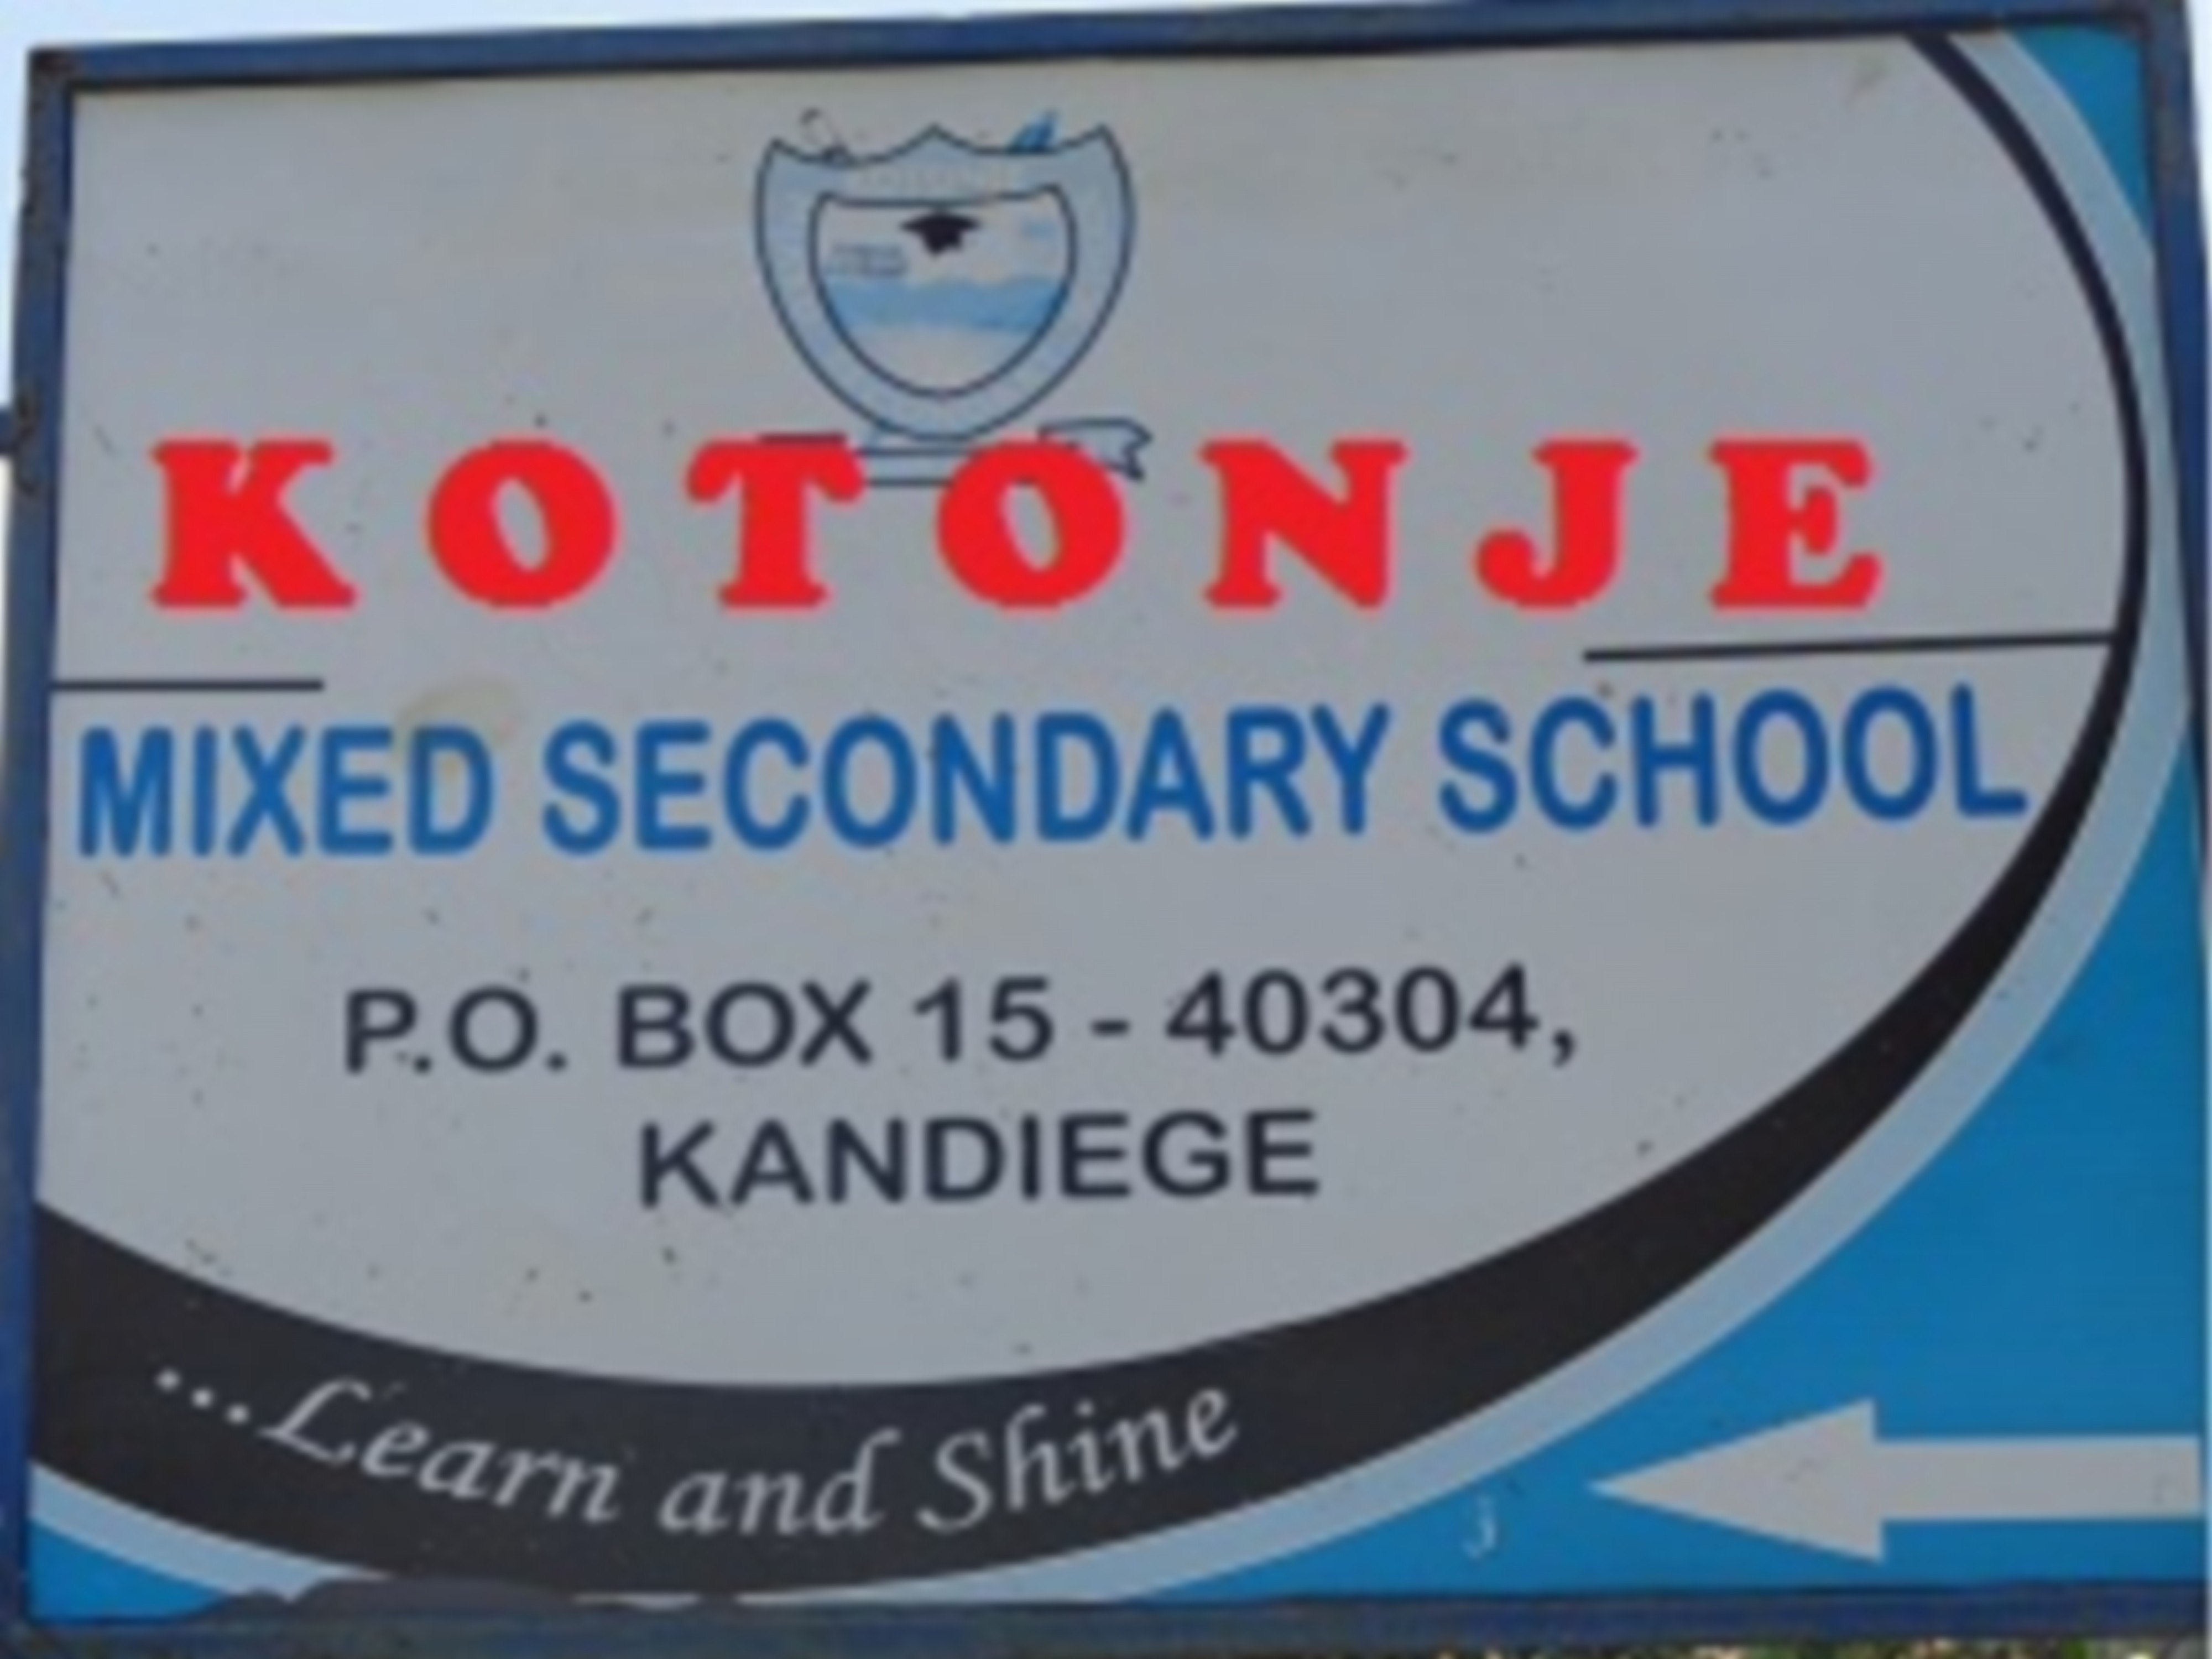 KOTONJE
MIXED SECONDARY SCHOOL
P.O. BOX 15 - 40304,
KANDIEGE
...Learn and Shine